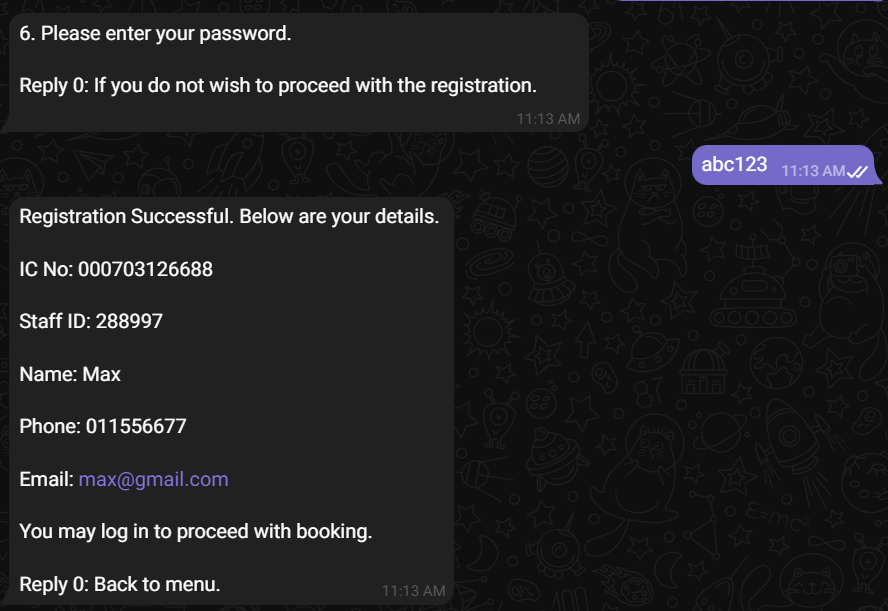 6. Please enter your password.
Reply 0: If you do not wish to proceed with the registration.
11:13 AM
abc123
11:13 AM
Registration Successful. Below are your details.
IC No: 000703126688
Staff ID: 288997
Name: Max
Phone: 011556677
Email: max@gmail.com
You may log in to proceed with booking.
Reply 0: Back to menu.
11:13 AM
E=mc²